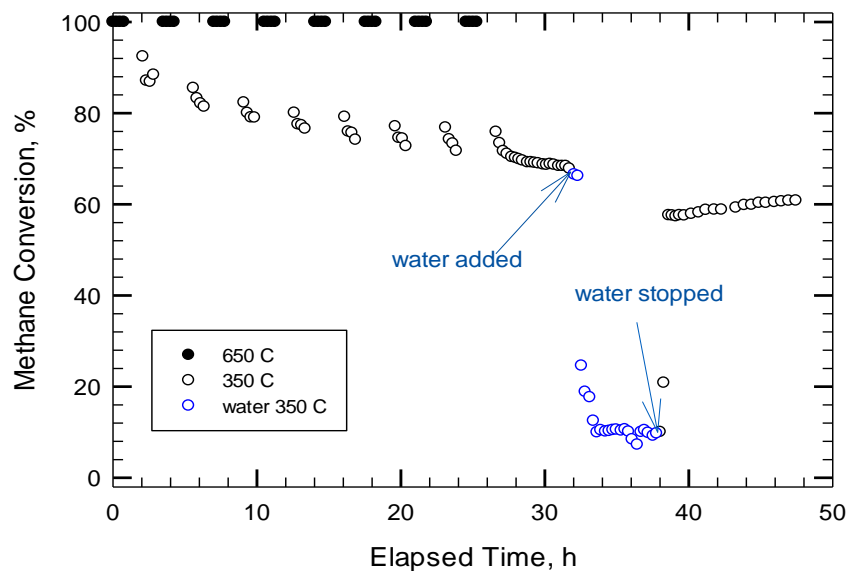 100
80
60
40
20
0
Methane Conversion, %
water added
water stopped
650 C
350 C
water 350 C
0 10 20 30 40 50
Elapsed Time, h